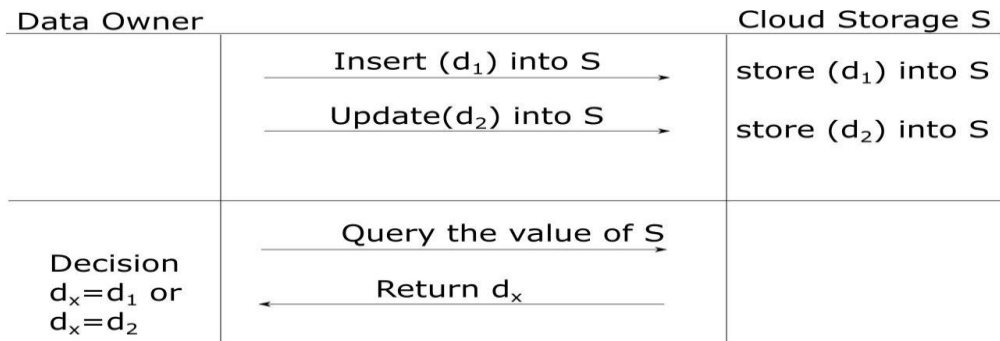 Data Owner
Cloud Storage S
Insert (d₁) into S
store (d₁) into S
Update(d₂) into S
store (d₂) into S
Query the value of S
Decision
dₓ=d₁ or
dₓ=d₂
Return dₓ